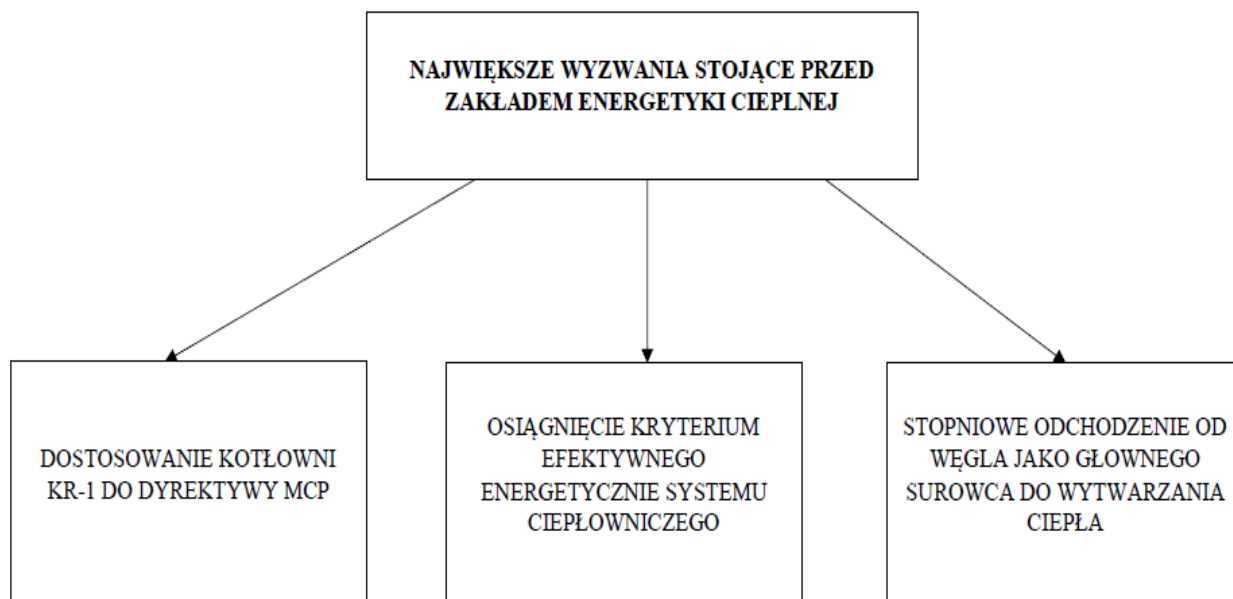 NAJWIĘKSZE WYZWANIA STOJĄCE PRZED
ZAKŁADEM ENERGETYKI CIEPLNEJ
DOSTOSOWANIE KOTŁOWNI
KR-1 DO DYREKTYWY MCP
OSIĄGNIĘCIE KRYTERIUM
EFEKTYWNEGO
ENERGETYCZNIE SYSTEMU
CIEPŁOWNICZEGO
STOPNIOWE ODCHODZENIE OD
WĘGLA JAKO GŁOWNEGO
SUROWCA DO WYTWARZANIA
CIEPŁA